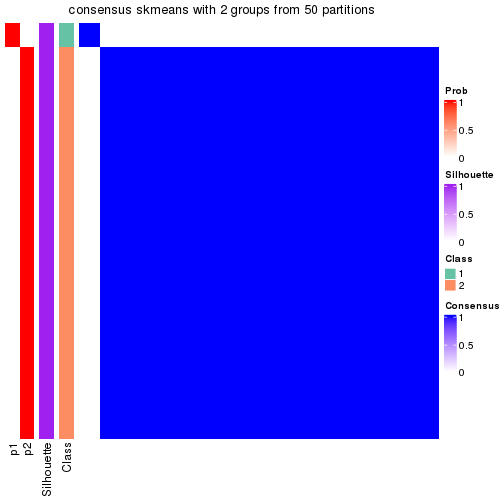 consensus skmeans with 2 groups from 50 partitions
Prob
1
0.5
0
Silhouette
1
0.5
0
Class
1
2
Consensus
1
0.5
0
p1
p2
Silhouette
Class